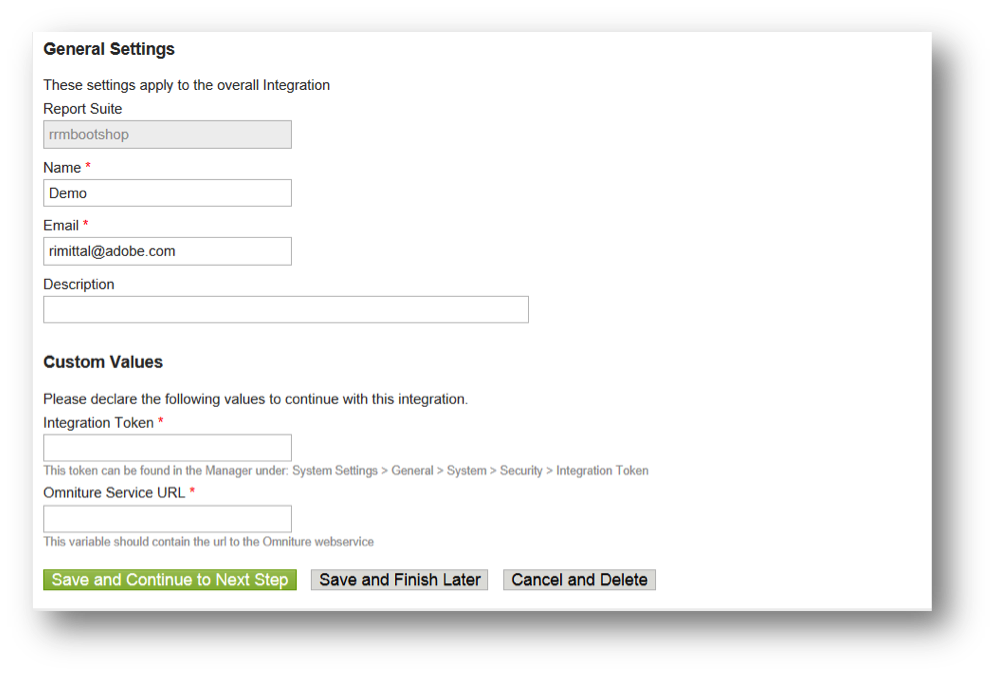 General Settings
These settings apply to the overall Integration
Report Suite
rrmbootshop
Name *
Demo
Email *
rimittal@adobe.com
Description
Custom Values
Please declare the following values to continue with this integration.
Integration Token *
This token can be found in the Manager under: System Settings > General > System > Security > Integration Token
Omniture Service URL *
This variable should contain the url to the Omniture webservice
Save and Continue to Next Step Save and Finish Later Cancel and Delete